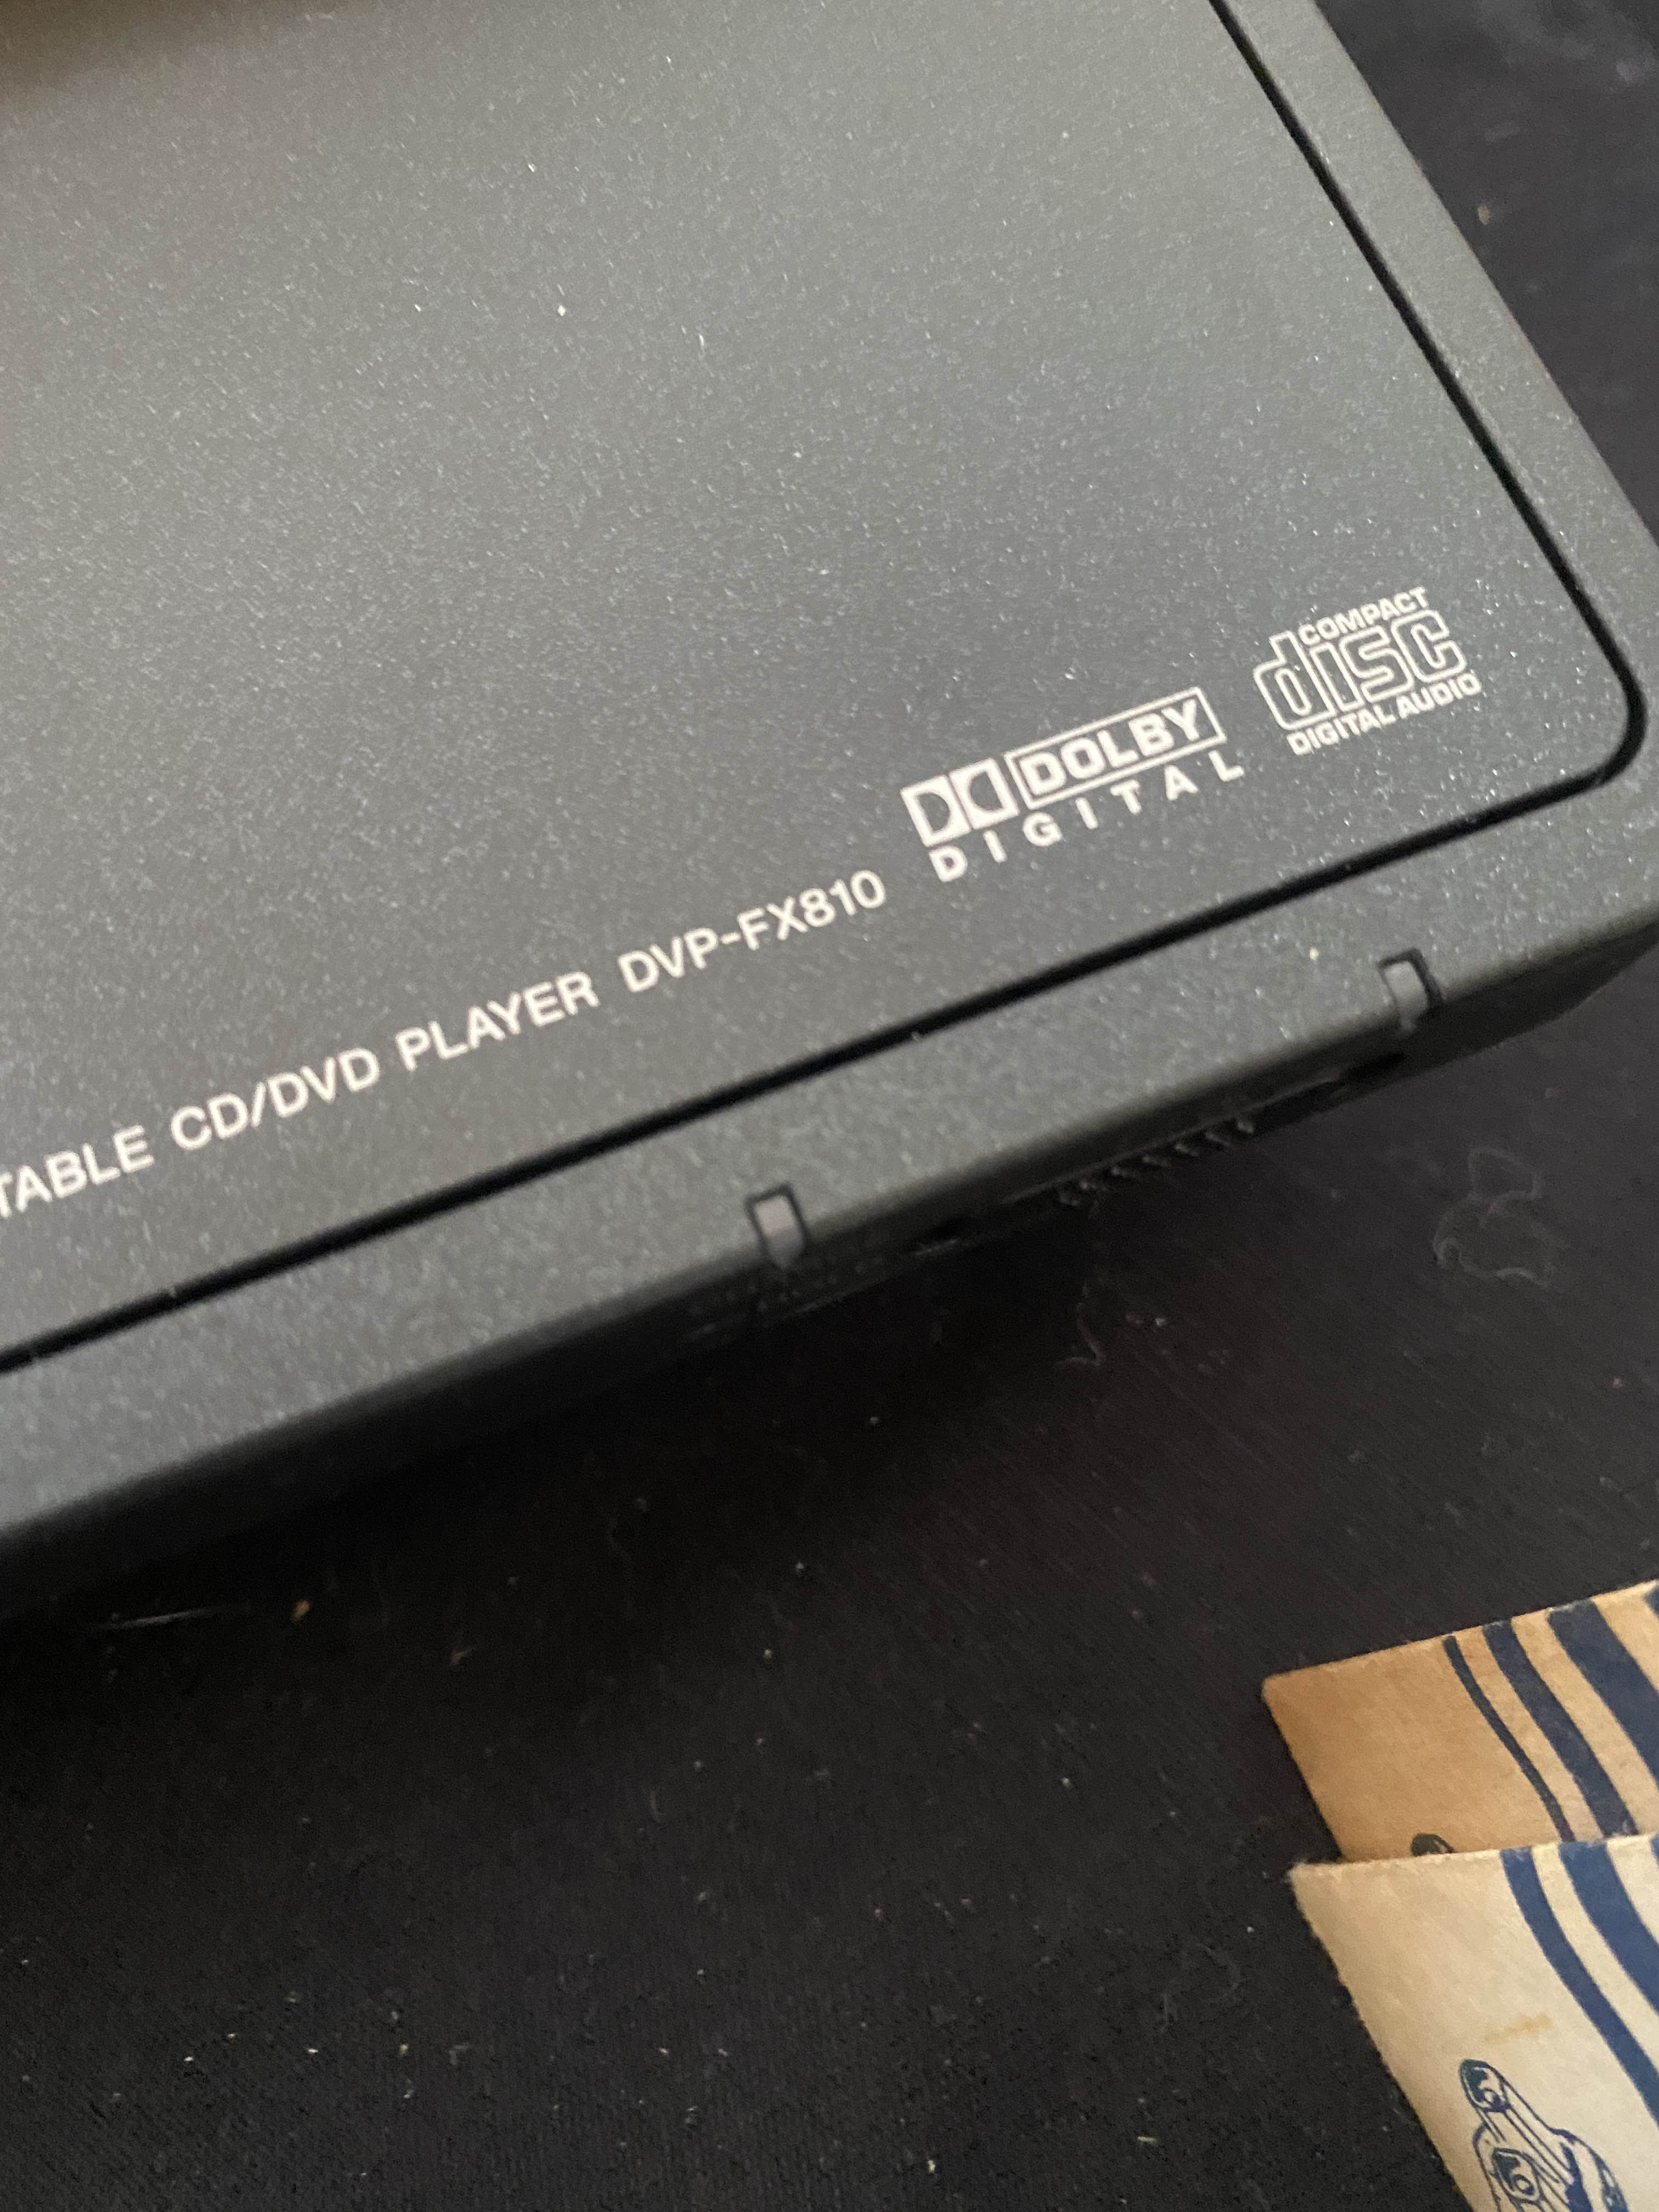 TABLE CD/DVD PLAYER DVP-FX810
DOLBY
DIGITAL
COMPACT
disc
DIGITAL AUDIO